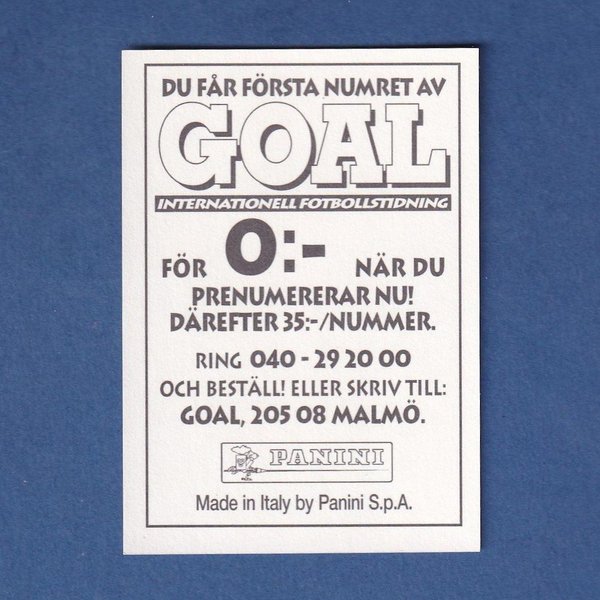 DU FÅR FÖRSTA NUMRET AV
GOAL
INTERNATIONELL FOTBOLLSTIDNING
FÖR 0:- NÄR DU
PRENUMERERAR NU!
DÄREFTER 35:-/NUMMER.
RING 040 - 29 20 00
OCH BESTÄLL! ELLER SKRIV TILL:
GOAL, 205 08 MALMÖ.
PANINI
Made in Italy by Panini S.p.A.